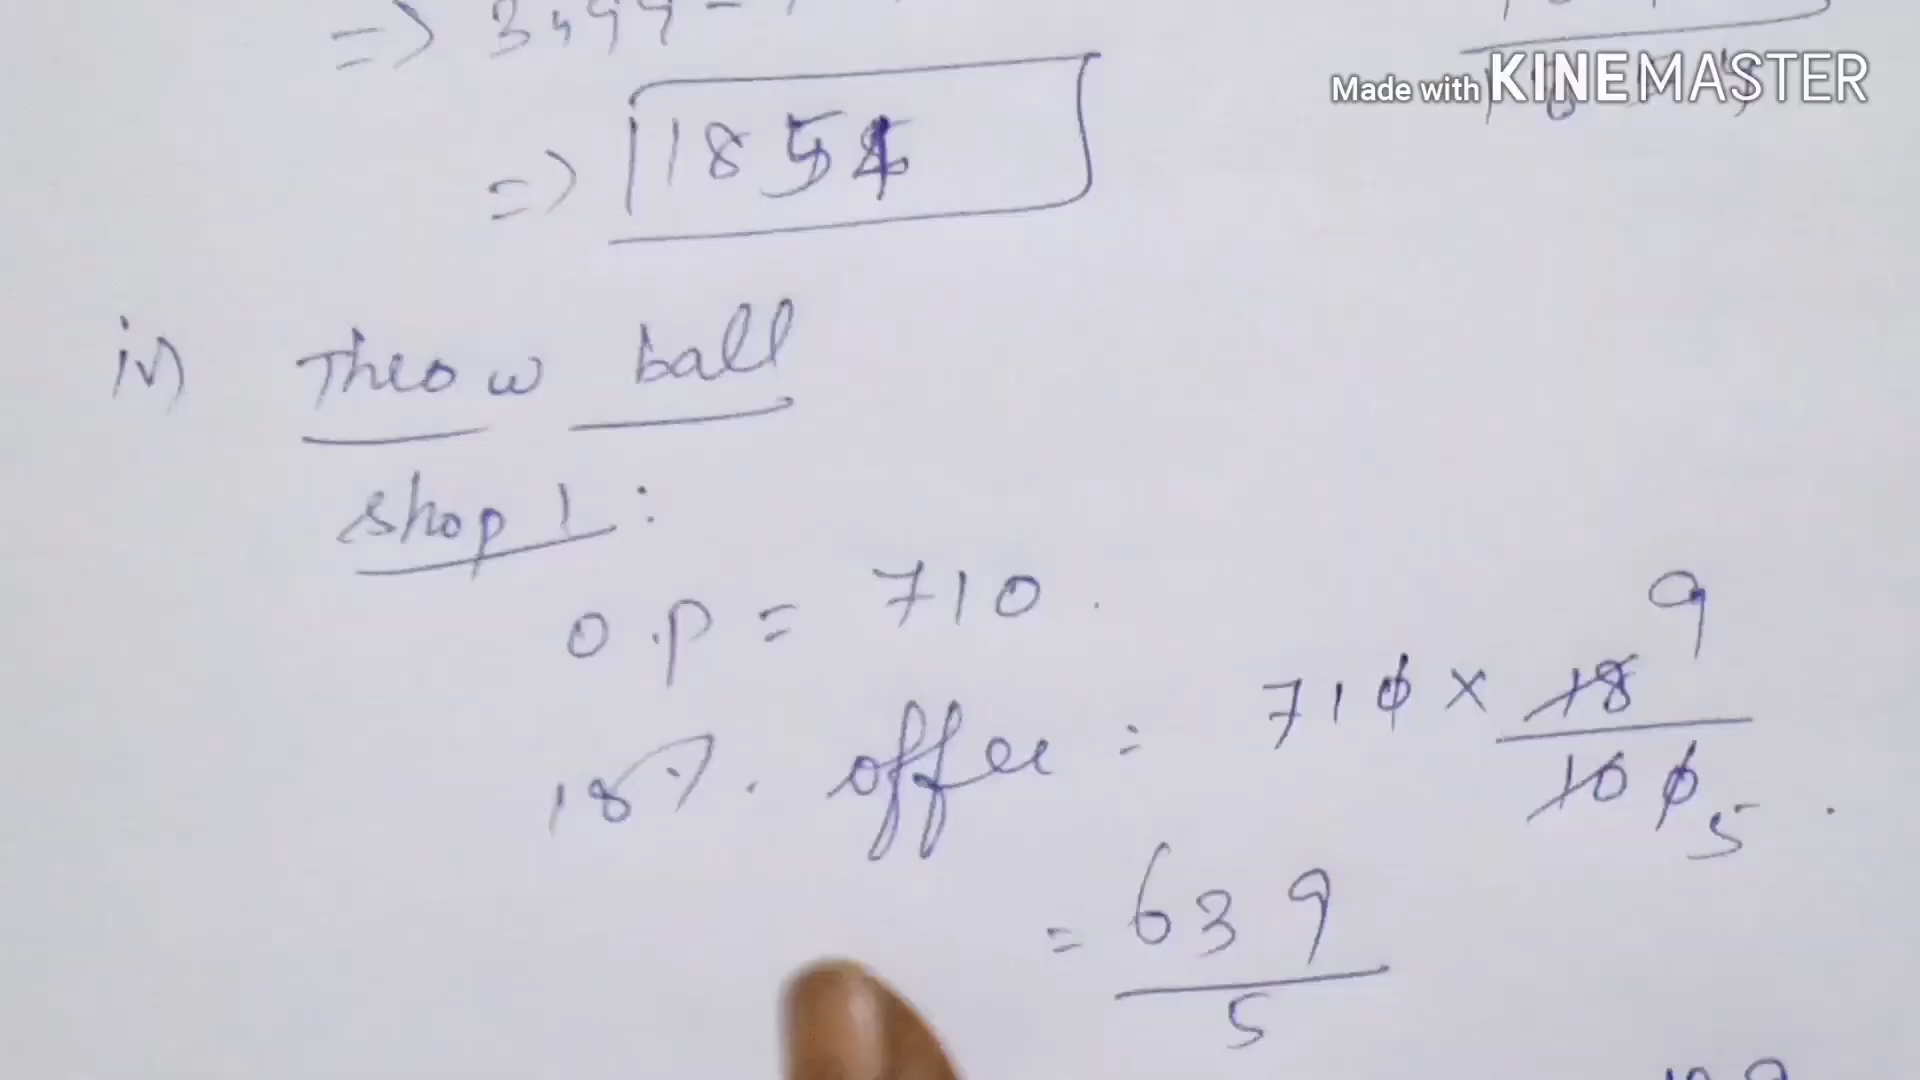 =>
Made with KINEMASTER
=> 1854
iv) Throw ball
shop 1:
O.P = 710.
9
18%. offer = 710 x 18
100
5
= 639
5